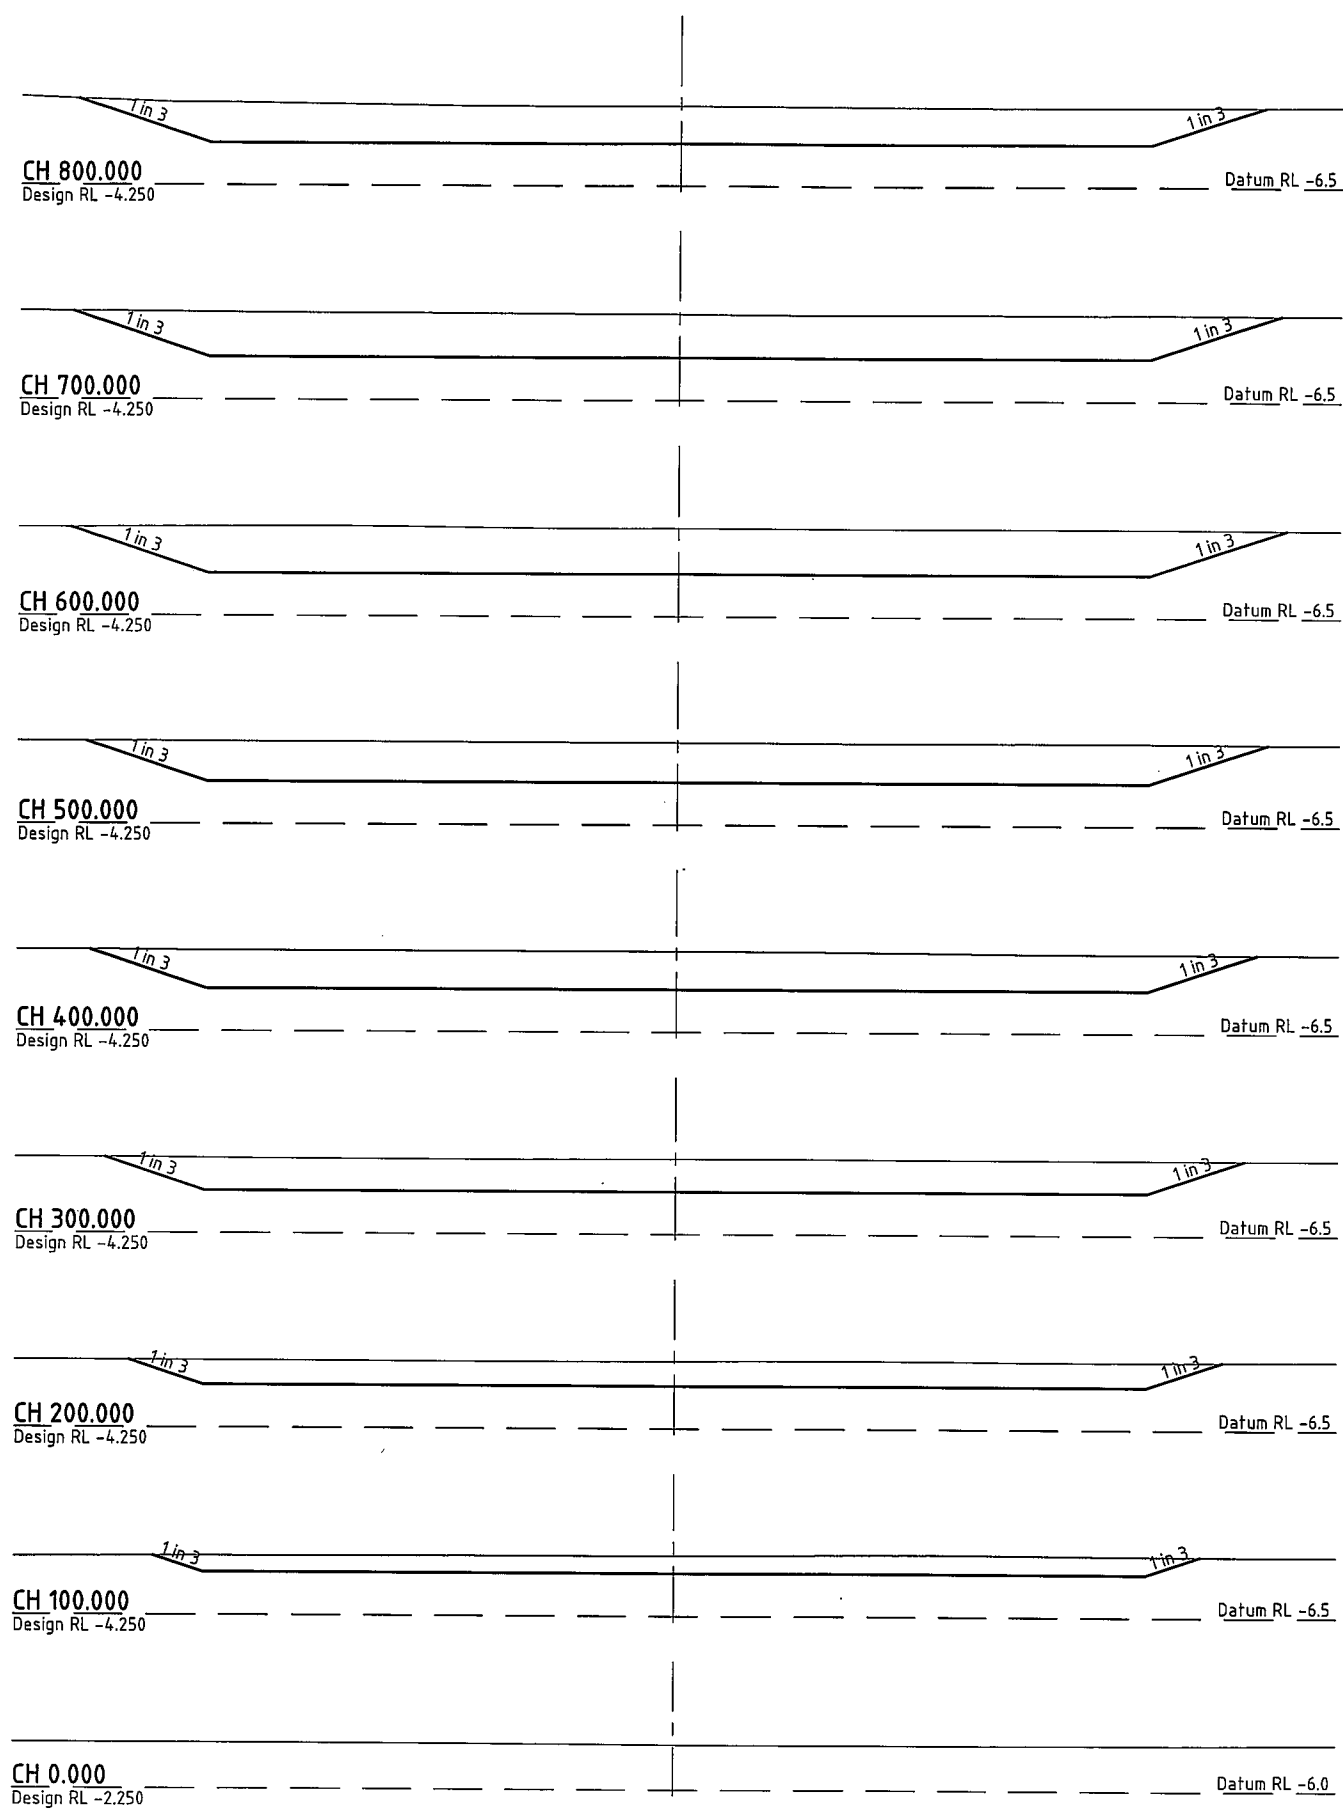 1 in 3
1 in 3
CH 800.000
Design RL -4.250
Datum RL -6.5
1 in 3
1 in 3
CH 700.000
Design RL -4.250
Datum RL -6.5
1 in 3
1 in 3
CH 600.000
Design RL -4.250
Datum RL -6.5
1 in 3
1 in 3
CH 500.000
Design RL -4.250
Datum RL -6.5
1 in 3
1 in 3
CH 400.000
Design RL -4.250
Datum RL -6.5
1 in 3
1 in 3
CH 300.000
Design RL -4.250
Datum RL -6.5
1 in 3
1 in 3
CH 200.000
Design RL -4.250
Datum RL -6.5
1 in 3
1 in 3
CH 100.000
Design RL -4.250
Datum RL -6.5
CH 0.000
Design RL -2.250
Datum RL -6.0